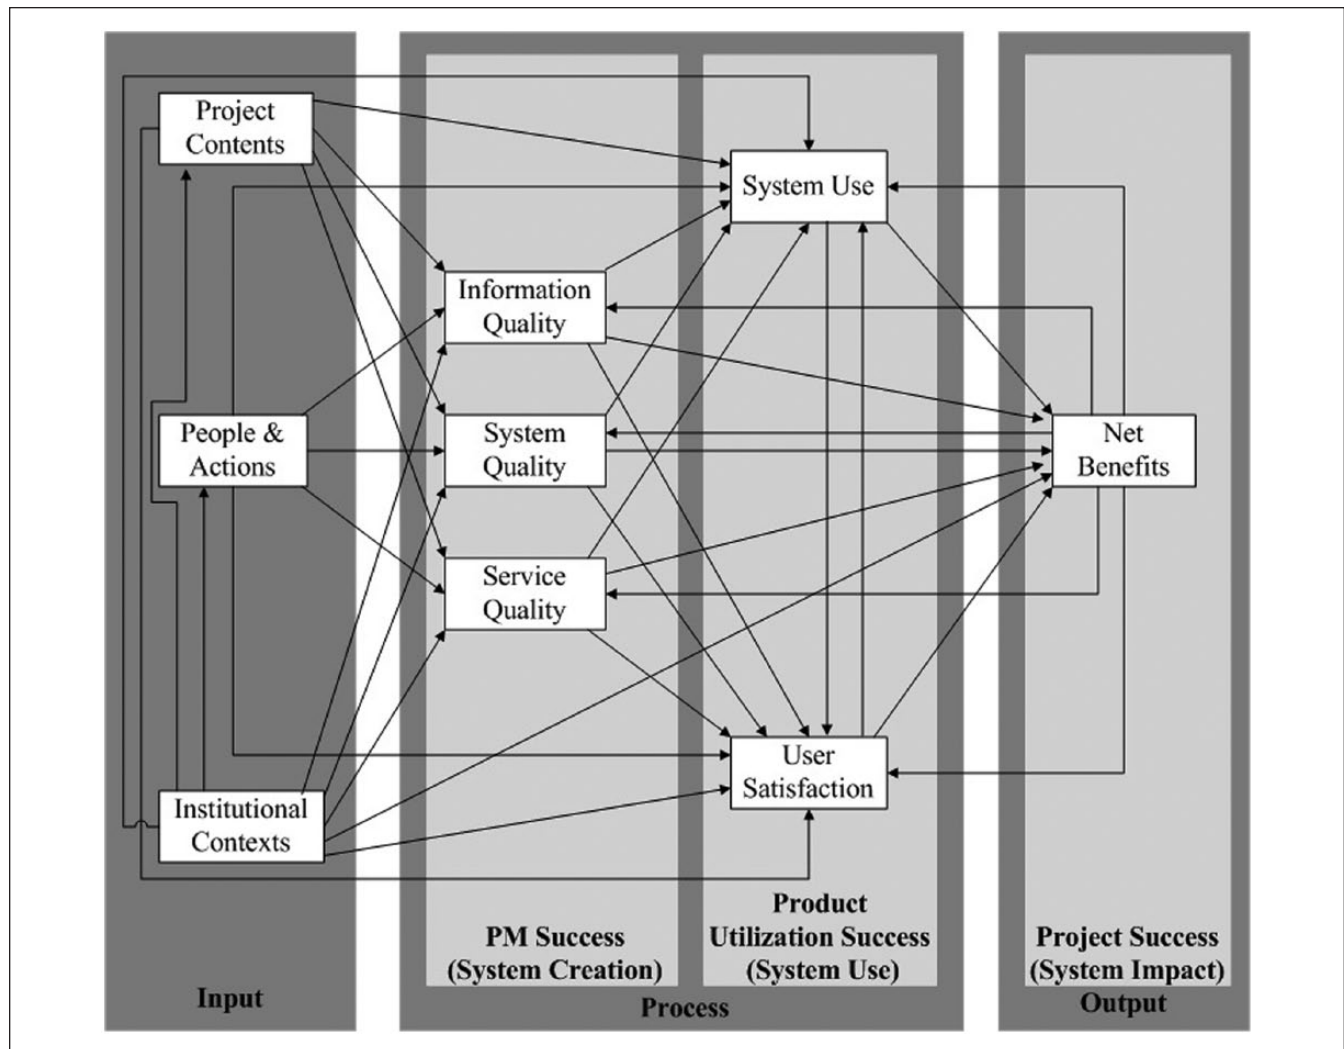 Project
Contents
People &
Actions
Institutional
Contexts
Input
Information
Quality
System
Quality
Service
Quality
PM Success
(System Creation)
System Use
User
Satisfaction
Product
Utilization Success
(System Use)
Process
Net
Benefits
Project Success
(System Impact)
Output